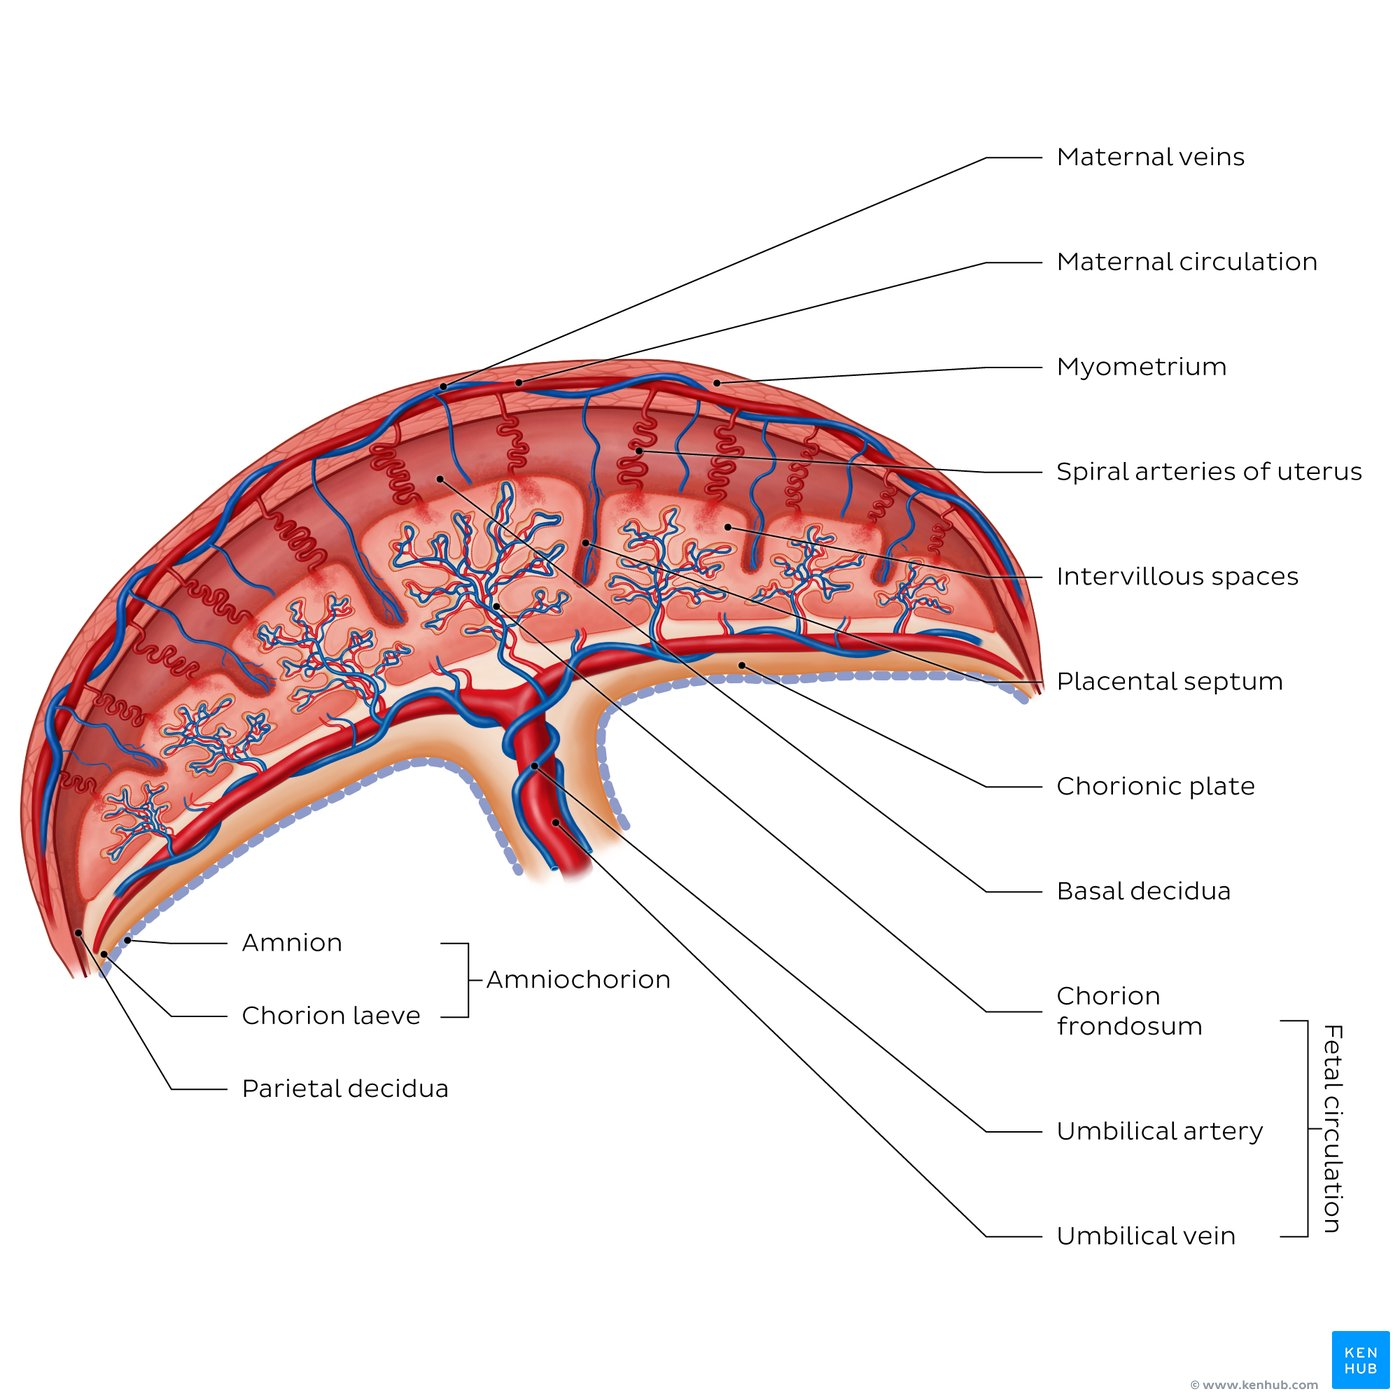 Maternal veins
Maternal circulation
Myometrium
Spiral arteries of uterus
Intervillous spaces
Placental septum
Chorionic plate
Basal decidua
Chorion
frondosum
Umbilical artery
Umbilical vein
Fetal circulation
Amnion
Chorion laeve
Amniochorion
Parietal decidua
KEN
HUB
© www.kenhub.com